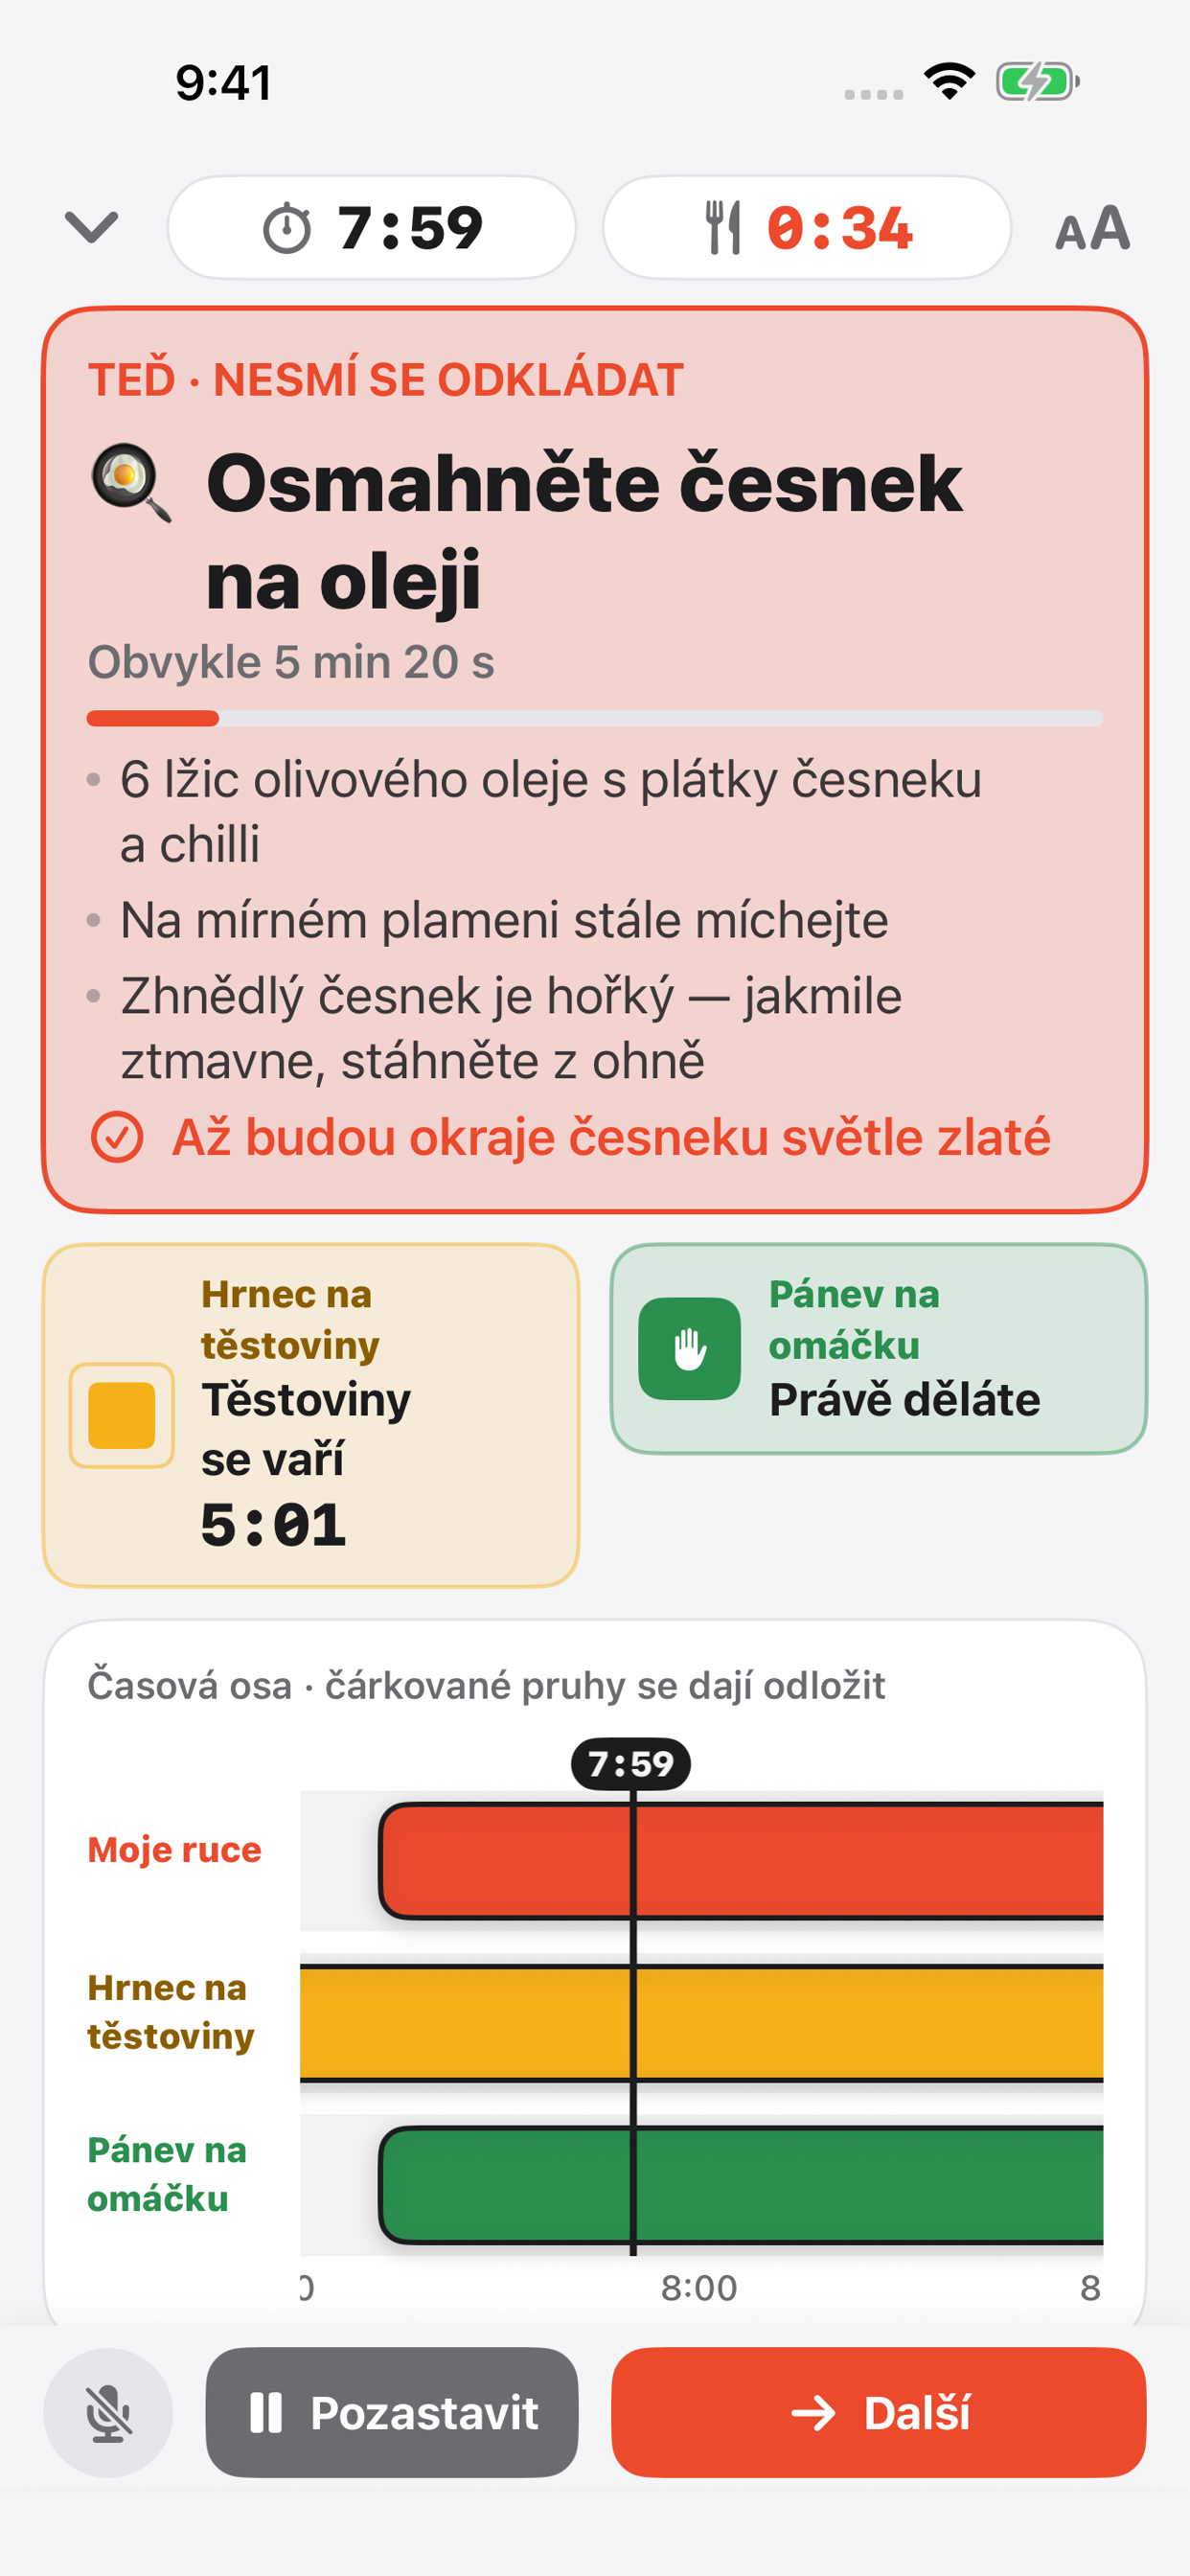 9:41
7:59
0:34
AA
TEĎ · NESMÍ SE ODKLÁDAT
Osmahněte česnek
na oleji
Obvykle 5 min 20 s
• 6 lžic olivového oleje s plátky česneku
a chilli
• Na mírném plameni stále míchejte
• Zhnědlý česnek je hořký — jakmile
ztmavne, stáhněte z ohně
Až budou okraje česneku světle zlaté
Hrnec na
těstoviny
Těstoviny
se vaří
5:01
Pánev na
omáčku
Právě děláte
Časová osa · čárkované pruhy se dají odložit
7:59
Moje ruce
Hrnec na
těstoviny
Pánev na
omáčku
0 8:00 8
Pozastavit
Další